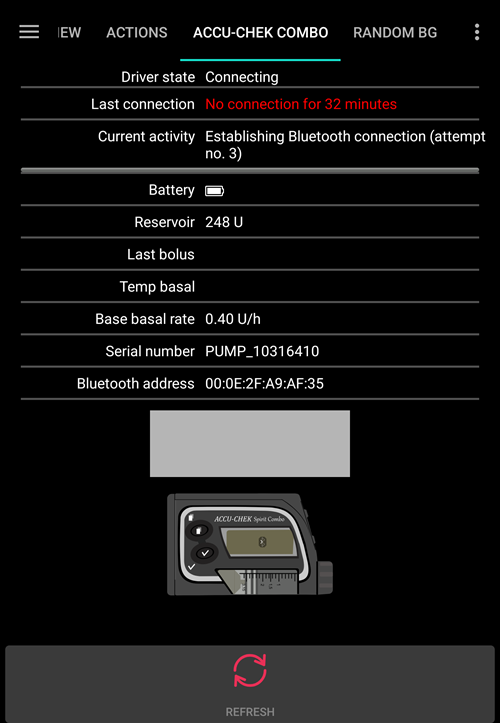 IEW ACTIONS ACCU-CHEK COMBO RANDOM BG
Driver state Connecting
Last connection No connection for 32 minutes
Current activity Establishing Bluetooth connection (attempt
no. 3)
Battery
Reservoir 248 U
Last bolus
Temp basal
Base basal rate 0.40 U/h
Serial number PUMP_10316410
Bluetooth address 00:0E:2F:A9:AF:35
ACCU-CHEK Spirit Combo
REFRESH